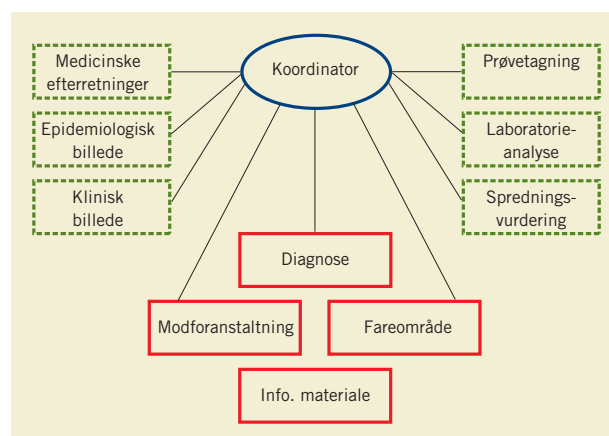 Medicinske
efterretninger
Koordinator
Prøvetagning
Epidemiologisk
billede
Laboratorie-
analyse
Klinisk
billede
Sprednings-
vurdering
Diagnose
Modforanstaltning
Fareområde
Info. materiale